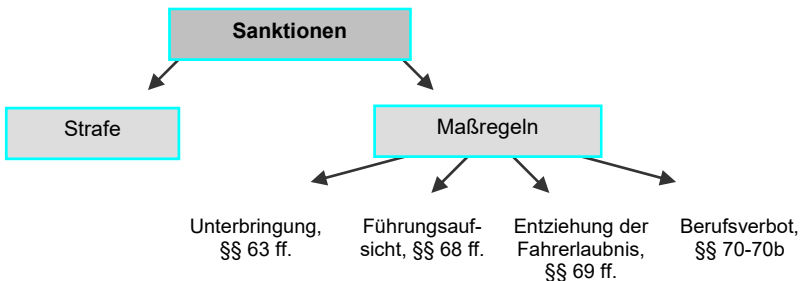 Sanktionen
Strafe
Maßregeln
Unterbringung,
§§ 63 ff.
Führungsauf-
sicht, §§ 68 ff.
Entziehung der
Fahrerlaubnis,
§§ 69 ff.
Berufsverbot,
§§ 70-70b